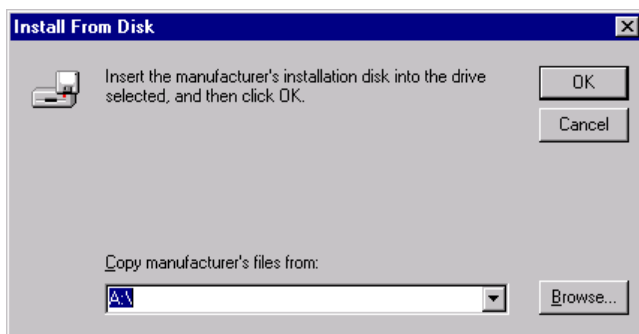 Install From Disk
Insert the manufacturer's installation disk into the drive
selected, and then click OK.
OK
Cancel
Copy manufacturer's files from:
A:\
Browse...